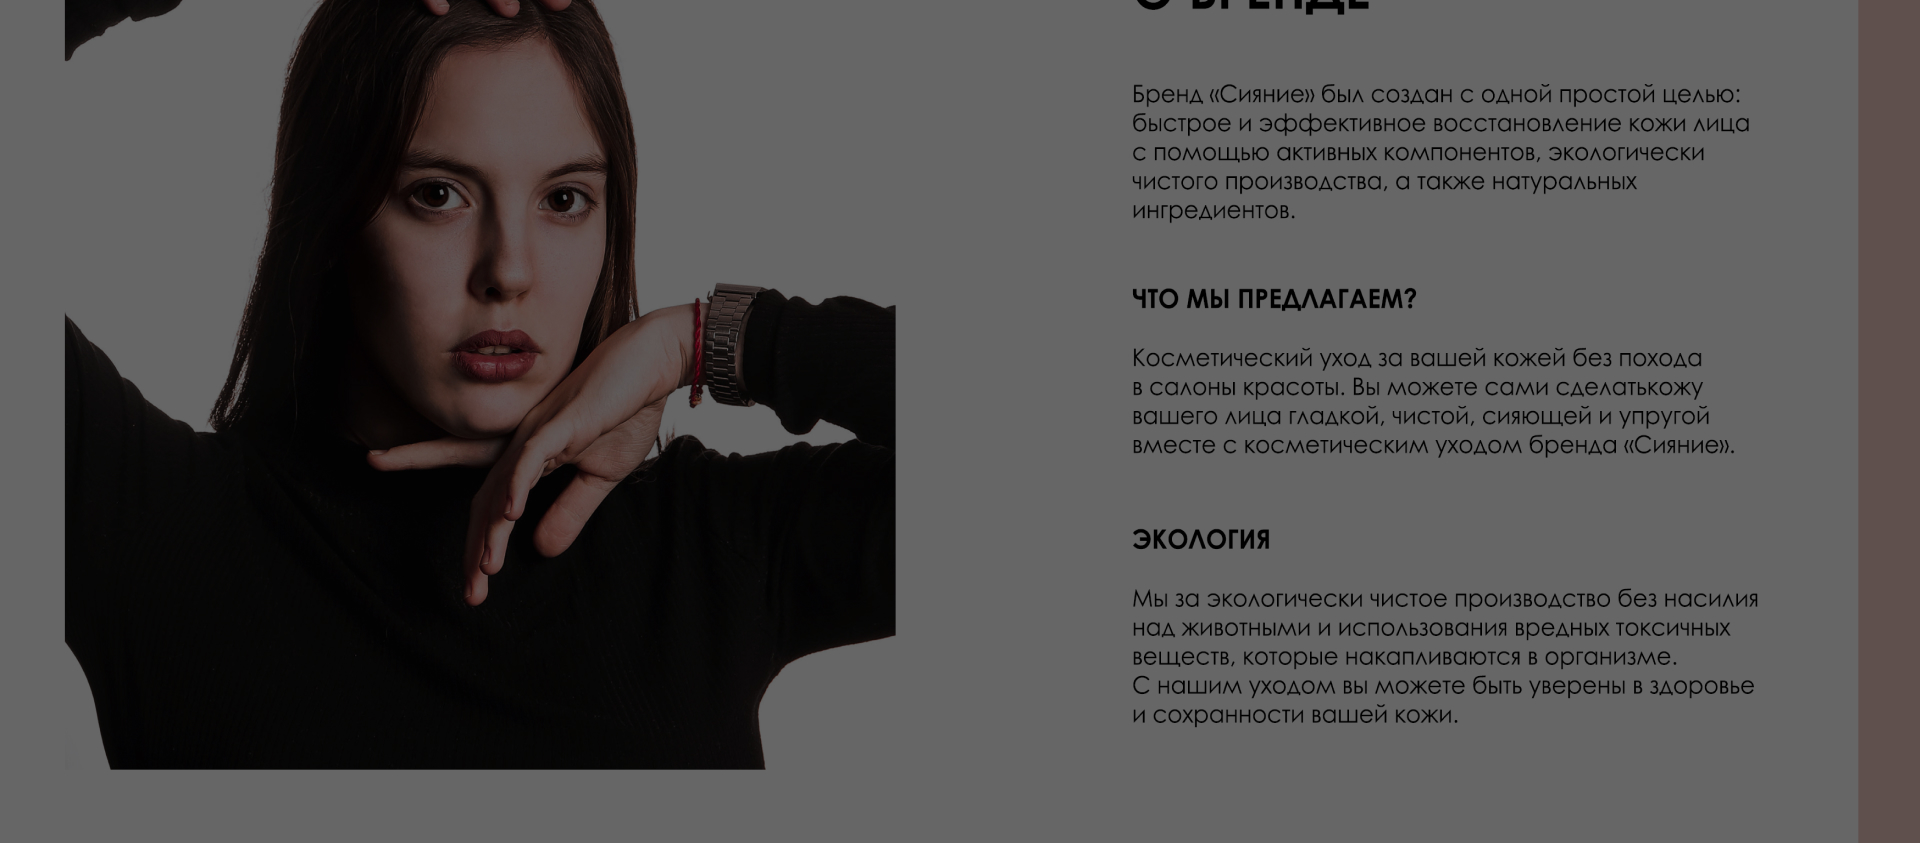 О БРЕНДЕ
Бренд «Сияние» был создан с одной простой целью:
быстрое и эффективное восстановление кожи лица
с помощью активных компонентов, экологически
чистого производства, а также натуральных
ингредиентов.
ЧТО МЫ ПРЕДЛАГАЕМ?
Косметический уход за вашей кожей без похода
в салоны красоты. Вы можете сами сделатькожу
вашего лица гладкой, чистой, сияющей и упругой
вместе с косметическим уходом бренда «Сияние».
ЭКОЛОГИЯ
Мы за экологически чистое производство без насилия
над животными и использования вредных токсичных
веществ, которые накапливаются в организме.
С нашим уходом вы можете быть уверены в здоровье
и сохранности вашей кожи.